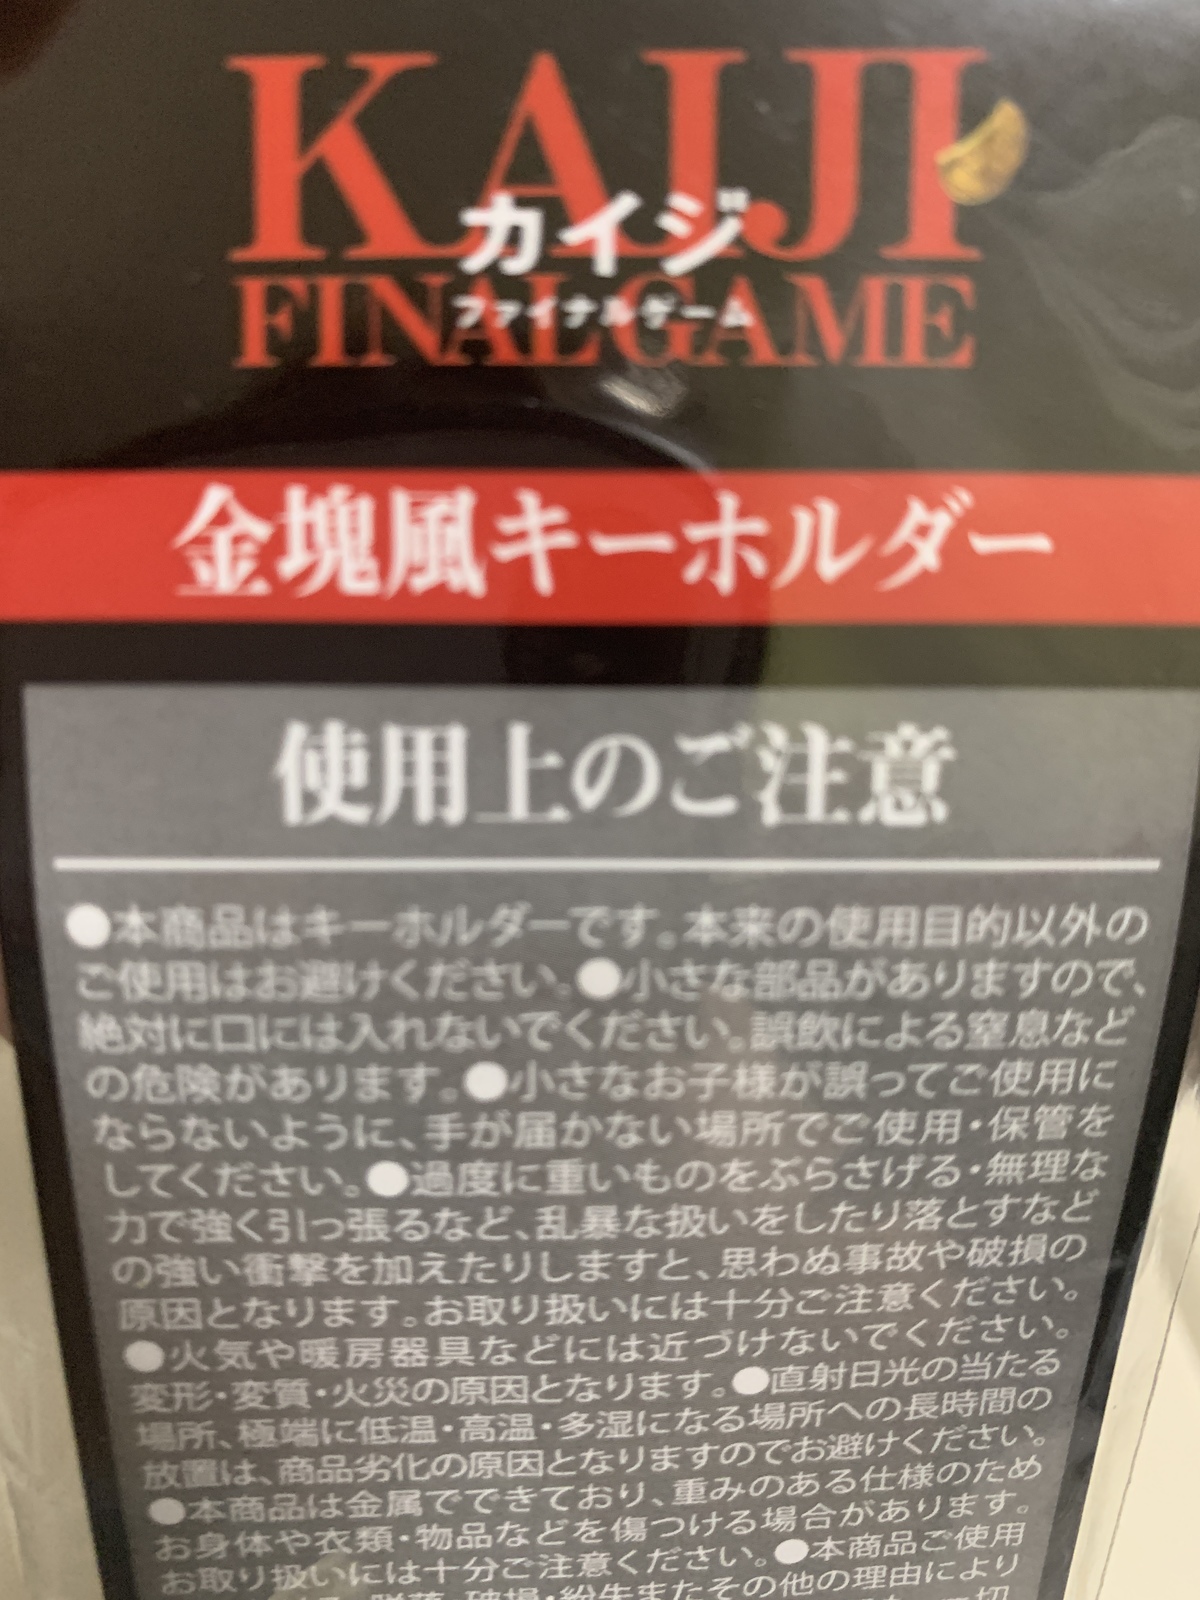 KAIJI
カイジ
ファイナルゲーム
FINAL GAME
金塊風キーホルダー
使用上のご注意
●本商品はキーホルダーです。本来の使用目的以外の
ご使用はお避けください。●小さな部品がありますので、
絶対に口には入れないでください。誤飲による窒息など
の危険があります。●小さなお子様が誤ってご使用に
ならないように、手が届かない場所でご使用・保管を
してください。●過度に重いものをぶらさげる・無理な
力で強く引っ張るなど、乱暴な扱いをしたり落とすなど
の強い衝撃を加えたりしますと、思わぬ事故や破損の
原因となります。お取り扱いには十分ご注意ください。
●火気や暖房器具などには近づけないでください。
変形・変質・火災の原因となります。●直射日光の当たる
場所、極端に低温・高温・多湿になる場所への長時間の
放置は、商品劣化の原因となりますのでお避けください。
●本商品は金属でできており、重みのある仕様のため
お身体や衣類・物品などを傷つける場合があります。
お取り扱いには十分ご注意ください。●本商品ご使用
破損・紛失またその他の理由により
一切